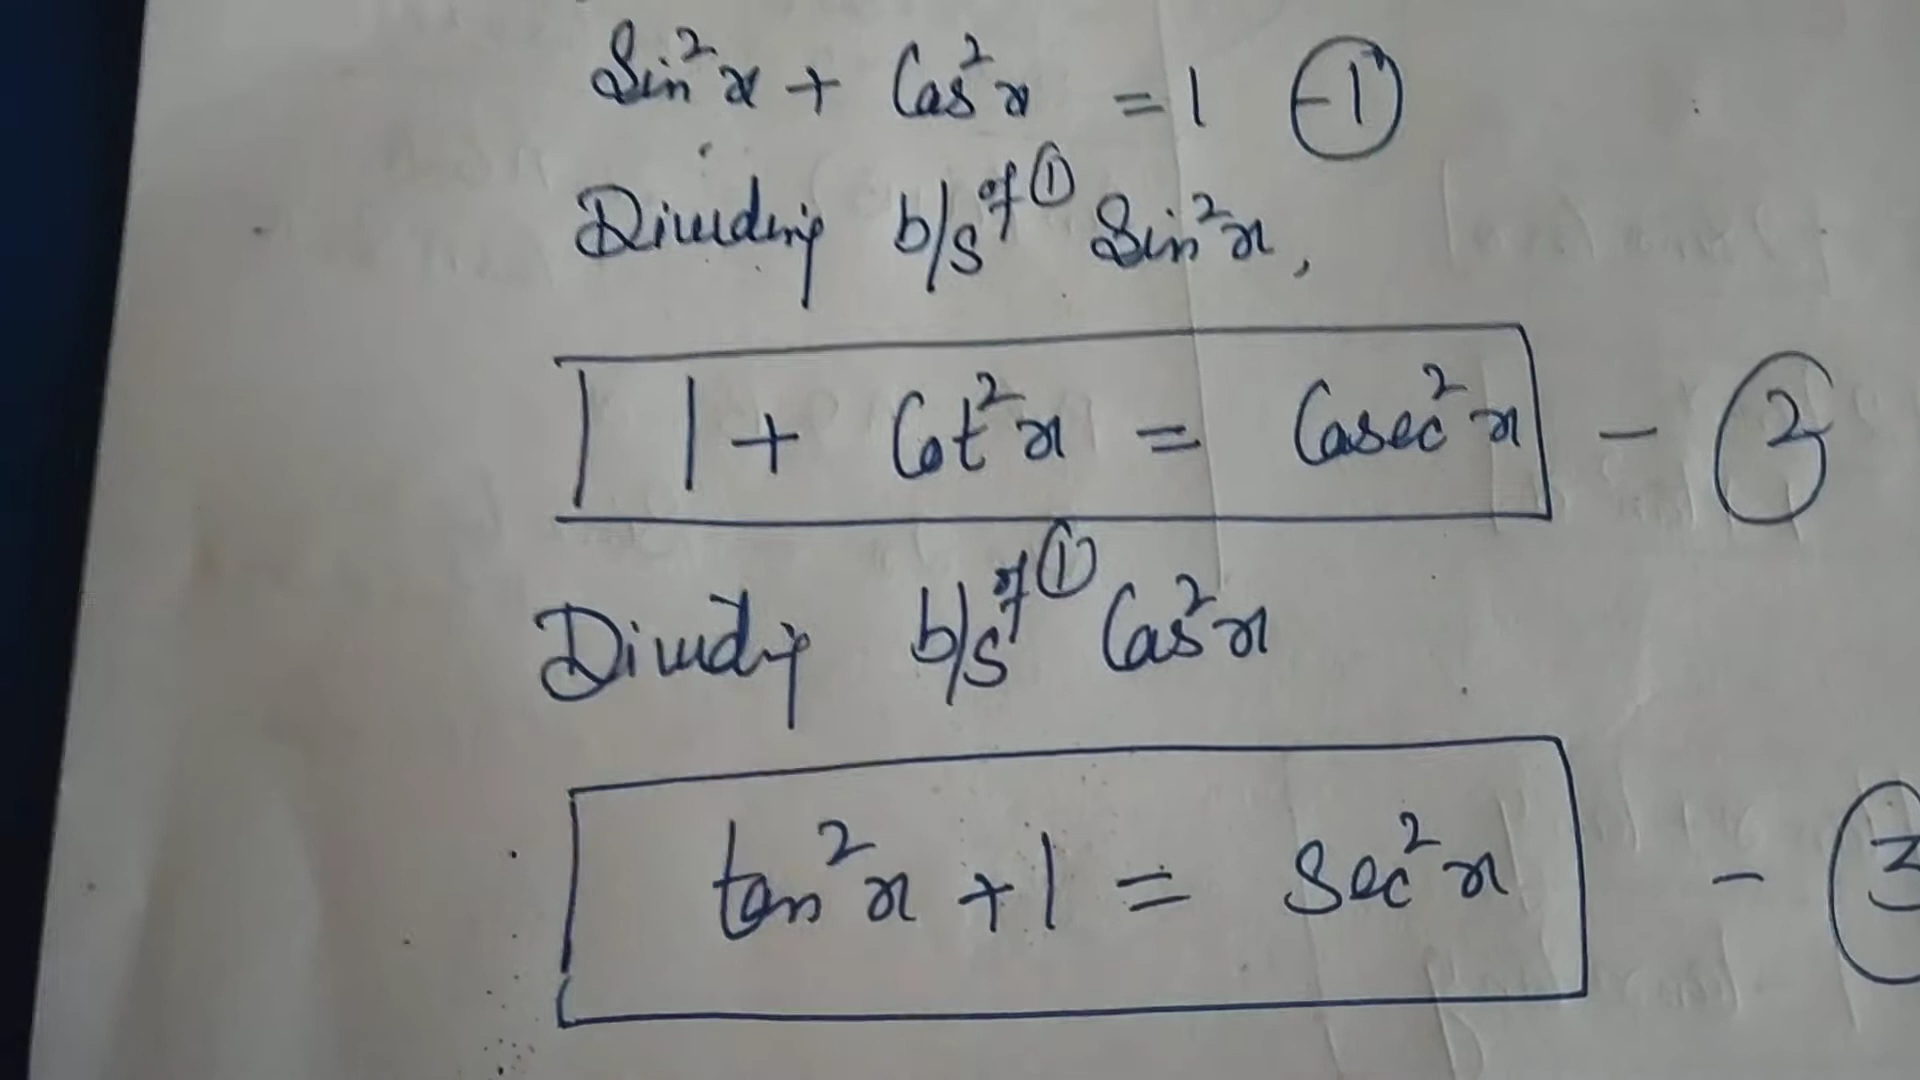 Sin²x + Cos²x = 1 -①
Dividing b/s of ① Sin²x,
1 + Cot²x = Cosec²x - ②
Dividing b/s of ① Cos²x
tan²x + 1 = Sec²x - ③